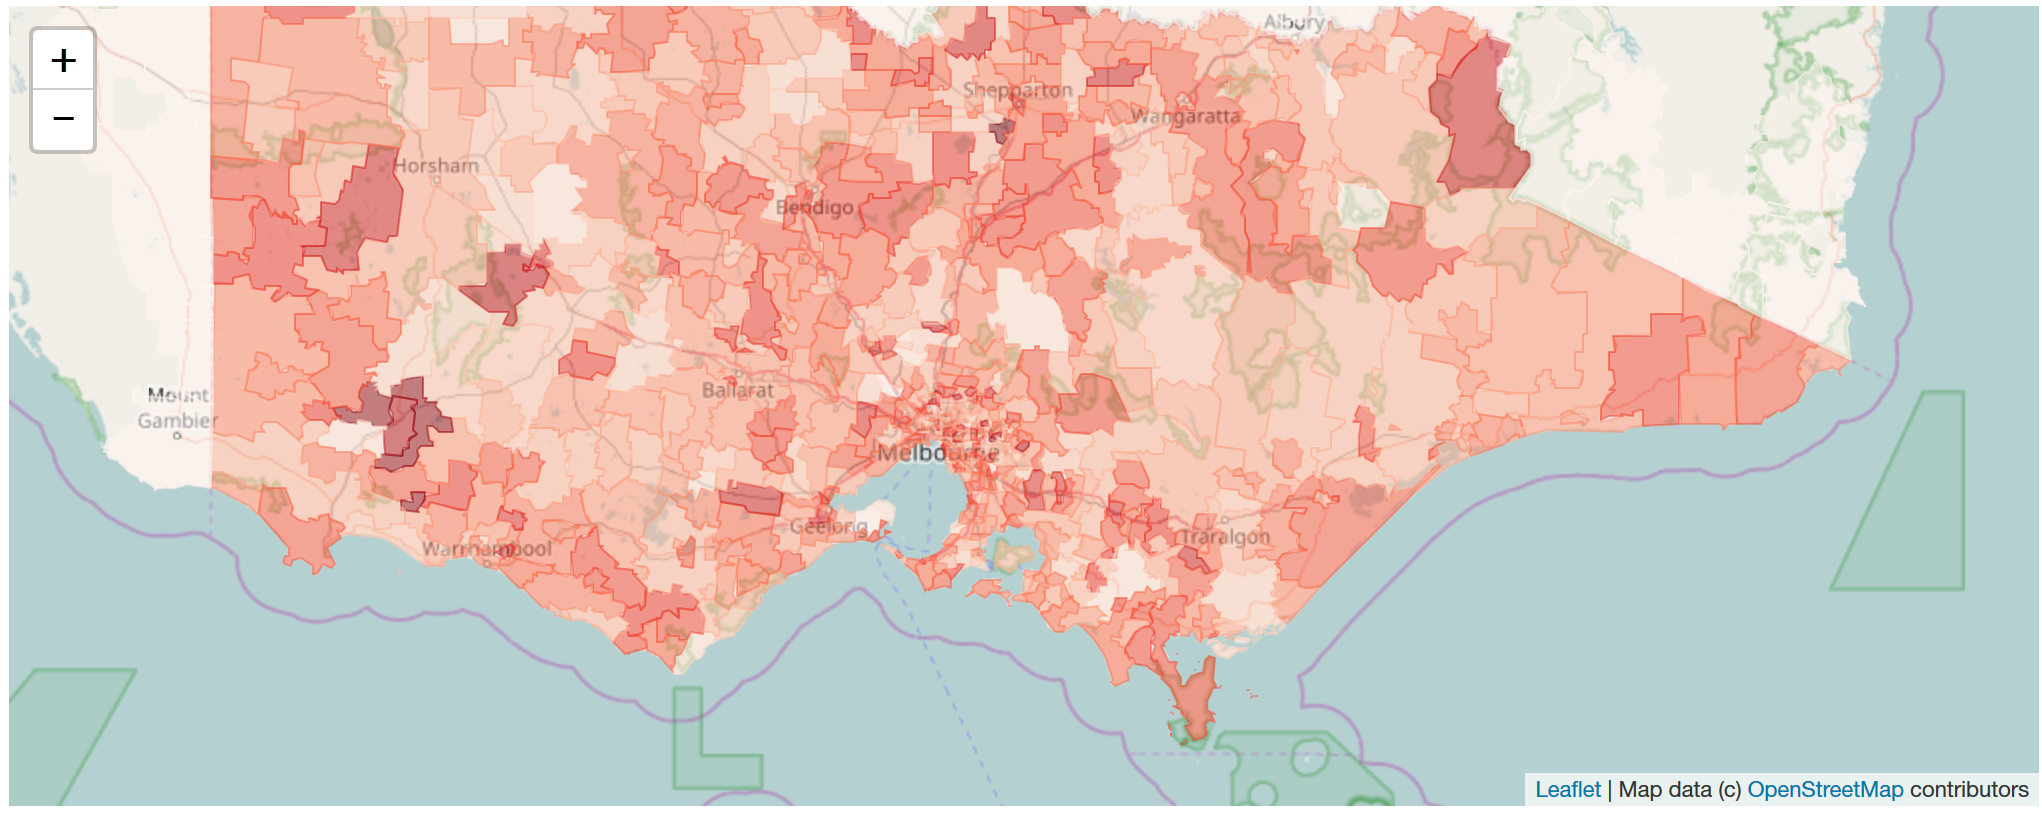 +
−
Albury
Shepparton
Wangaratta
Horsham
Bendigo
Mount
Gambier
Ballarat
Melbourne
Geelong
Traralgon
Warrnambool
Leaflet | Map data (c) OpenStreetMap contributors